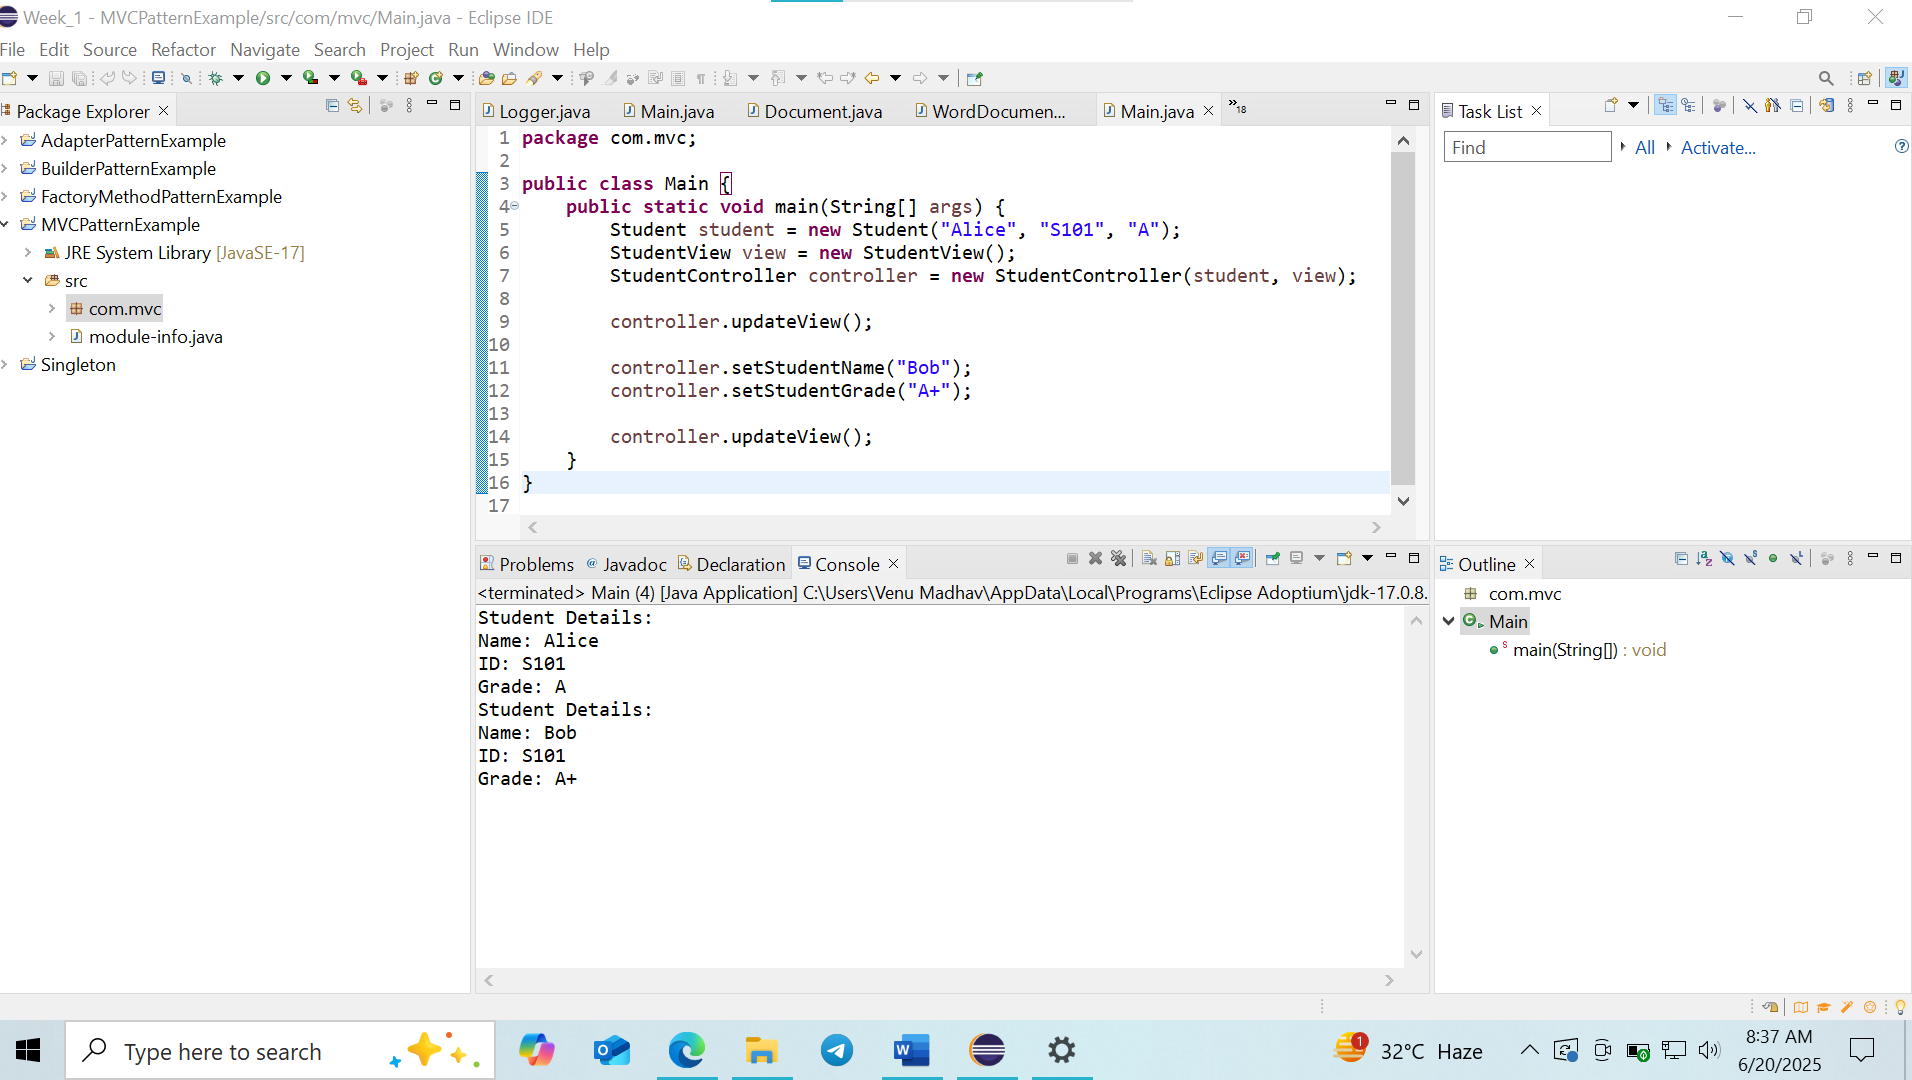 Week_1 - MVCPatternExample/src/com/mvc/Main.java - Eclipse IDE
File Edit Source Refactor Navigate Search Project Run Window Help
Package Explorer
AdapterPatternExample
BuilderPatternExample
FactoryMethodPatternExample
MVCPatternExample
JRE System Library [JavaSE-17]
src
com.mvc
module-info.java
Singleton
Logger.java Main.java Document.java WordDocumen... Main.java »18
1 package com.mvc;
2
3 public class Main {
4 public static void main(String[] args) {
5 Student student = new Student("Alice", "S101", "A");
6 StudentView view = new StudentView();
7 StudentController controller = new StudentController(student, view);
8
9 controller.updateView();
10
11 controller.setStudentName("Bob");
12 controller.setStudentGrade("A+");
13
14 controller.updateView();
15 }
16 }
17
Problems Javadoc Declaration Console
<terminated> Main (4) [Java Application] C:\Users\Venu Madhav\AppData\Local\Programs\Eclipse Adoptium\jdk-17.0.8.
Student Details:
Name: Alice
ID: S101
Grade: A
Student Details:
Name: Bob
ID: S101
Grade: A+
Task List
Find All Activate...
Outline
com.mvc
Main
main(String[]) : void
Type here to search
1
32°C Haze
8:37 AM
6/20/2025